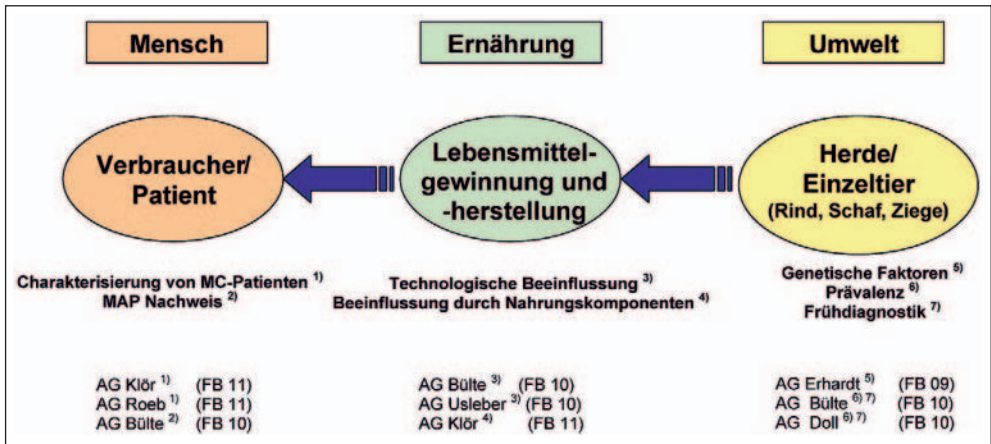 Mensch
Ernährung
Umwelt
Verbraucher/
Patient
Lebensmittel-
gewinnung und
-herstellung
Herde/
Einzeltier
(Rind, Schaf, Ziege)
Charakterisierung von MC-Patienten 1)
MAP Nachweis 2)
Technologische Beeinflussung 3)
Beeinflussung durch Nahrungskomponenten 4)
Genetische Faktoren 5)
Prävalenz 6)
Frühdiagnostik 7)
AG Klör 1) (FB 11)
AG Roeb 1) (FB 11)
AG Bülte 2) (FB 10)
AG Bülte 3) (FB 10)
AG Usleber 3) (FB 10)
AG Klör 4) (FB 11)
AG Erhardt 5) (FB 09)
AG Bülte 6) 7) (FB 10)
AG Doll 6) 7) (FB 10)